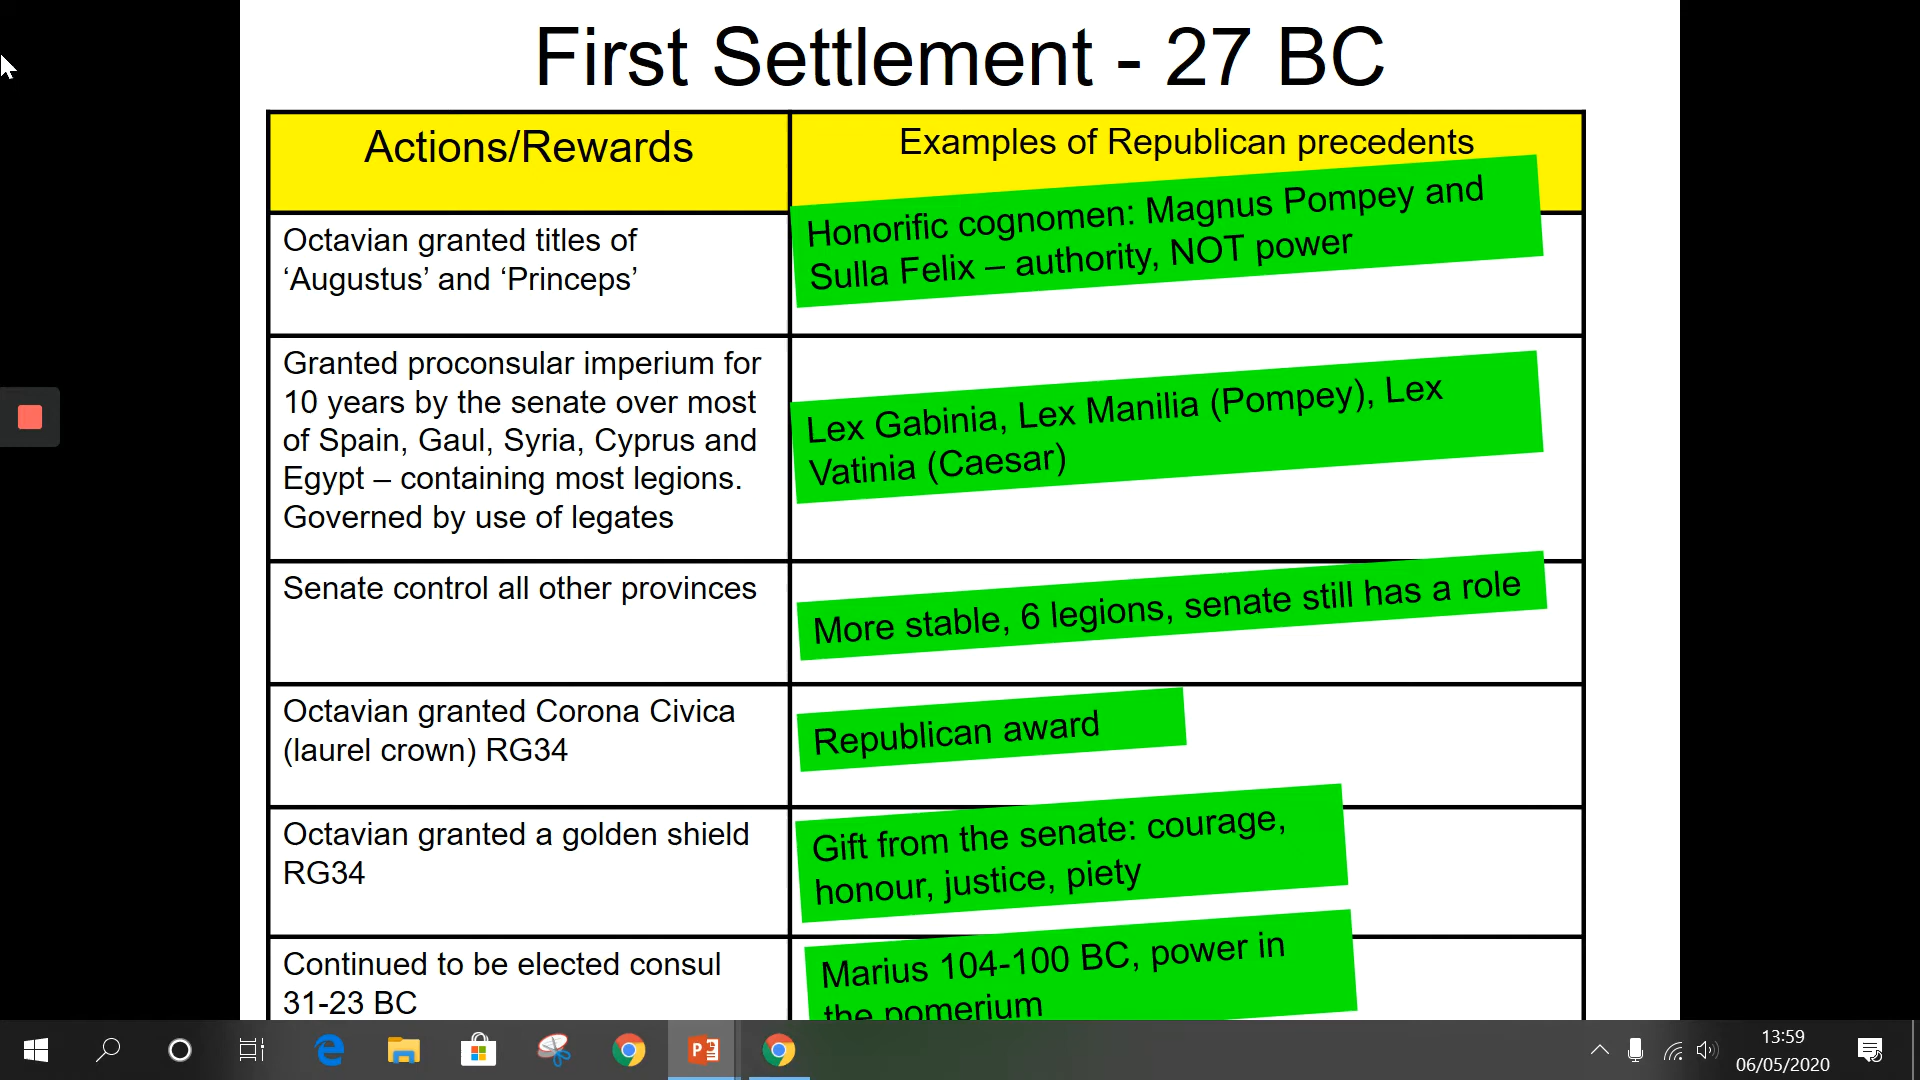 First Settlement - 27 BC
Actions/Rewards
Examples of Republican precedents
Octavian granted titles of
‘Augustus’ and ‘Princeps’
Honorific cognomen: Magnus Pompey and
Sulla Felix – authority, NOT power
Granted proconsular imperium for
10 years by the senate over most
of Spain, Gaul, Syria, Cyprus and
Egypt – containing most legions.
Governed by use of legates
Lex Gabinia, Lex Manilia (Pompey), Lex
Vatinia (Caesar)
Senate control all other provinces
More stable, 6 legions, senate still has a role
Octavian granted Corona Civica
(laurel crown) RG34
Republican award
Octavian granted a golden shield
RG34
Gift from the senate: courage,
honour, justice, piety
Continued to be elected consul
31-23 BC
Marius 104-100 BC, power in
the pomerium
13:59
06/05/2020